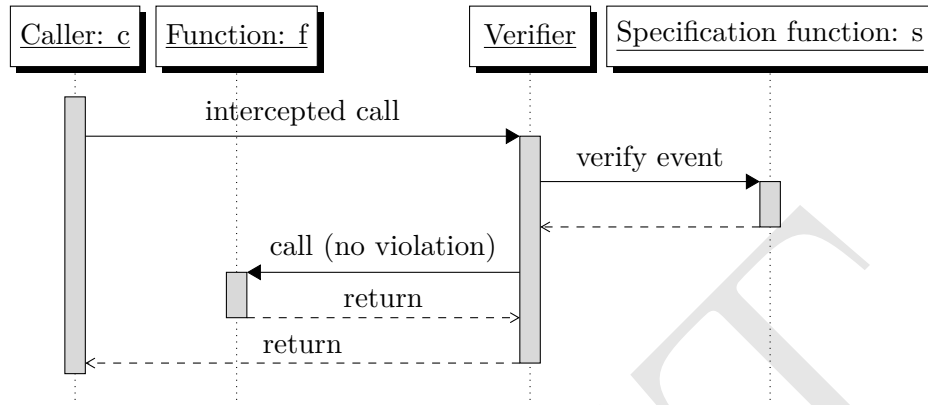 Caller: c
Function: f
Verifier
Specification function: s
intercepted call
verify event
call (no violation)
return
return
T